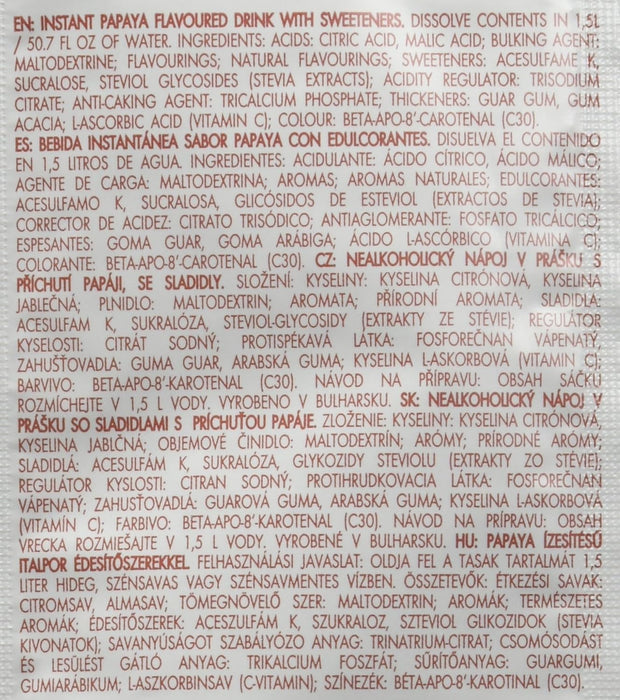 EN: INSTANT PAPAYA FLAVOURED DRINK WITH SWEETENERS. DISSOLVE CONTENTS IN 1,5L
/ 50.7 FL OZ OF WATER. INGREDIENTS: ACIDS: CITRIC ACID, MALIC ACID; BULKING AGENT:
MALTODEXTRINE; FLAVOURINGS; NATURAL FLAVOURINGS; SWEETENERS: ACESULFAME K,
SUCRALOSE, STEVIOL GLYCOSIDES (STEVIA EXTRACTS); ACIDITY REGULATOR: TRISODIUM
CITRATE; ANTI-CAKING AGENT: TRICALCIUM PHOSPHATE; THICKENERS: GUAR GUM, GUM
ACACIA; L-ASCORBIC ACID (VITAMIN C); COLOUR: BETA-APO-8'-CAROTENAL (C30).
ES: BEBIDA INSTANTÁNEA SABOR PAPAYA CON EDULCORANTES. DISUELVA EL CONTENIDO
EN 1,5 LITROS DE AGUA. INGREDIENTES: ACIDULANTE: ÁCIDO CÍTRICO, ÁCIDO MÁLICO;
AGENTE DE CARGA: MALTODEXTRINA; AROMAS; AROMAS NATURALES; EDULCORANTES:
ACESULFAMO K, SUCRALOSA, GLICÓSIDOS DE ESTEVIOL (EXTRACTOS DE STEVIA);
CORRECTOR DE ACIDEZ: CITRATO TRISÓDICO; ANTIAGLOMERANTE: FOSFATO TRICÁLCICO;
ESPESANTES: GOMA GUAR, GOMA ARÁBIGA; ÁCIDO L-ASCÓRBICO (VITAMINA C);
COLORANTE: BETA-APO-8'-CAROTENAL (C30). CZ: NEALKOHOLICKÝ NÁPOJ V PRÁŠKU S
PŘÍCHUTÍ PAPÁJI, SE SLADIDLY. SLOŽENÍ: KYSELINY: KYSELINA CITRÓNOVÁ, KYSELINA
JABLEČNÁ; PLNIDLO: MALTODEXTRIN; AROMATA; PŘÍRODNÍ AROMATA; SLADIDLA:
ACESULFAM K, SUKRALÓZA, STEVIOL-GLYCOSIDY (EXTRAKTY ZE STÉVIE); REGULÁTOR
KYSELOSTI: CITRÁT SODNÝ; PROTISPÉKAVÁ LÁTKA: FOSFOREČNAN VÁPENATÝ;
ZAHUŠŤOVADLA: GUMA GUAR, ARABSKÁ GUMA; KYSELINA L-ASKORBOVÁ (VITAMIN C);
BARVIVO: BETA-APO-8'-KAROTENAL (C30). NÁVOD NA PŘÍPRAVU: OBSAH SÁČKU
ROZMÍCHEJTE V 1,5 L VODY. VYROBENO V BULHARSKU. SK: NEALKOHOLICKÝ NÁPOJ V
PRÁŠKU SO SLADIDLAMI S PRÍCHUŤOU PAPÁJE. ZLOŽENIE: KYSELINY: KYSELINA CITRÓNOVÁ,
KYSELINA JABLČNÁ; OBJEMOVÉ ČINIDLO: MALTODEXTRÍN; ARÓMY; PRÍRODNÉ ARÓMY;
SLADIDLÁ: ACESULFÁM K, SUKRALÓZA, GLYKOZIDY STEVIOLU (EXTRAKTY ZO STÉVIE);
REGULÁTOR KYSLOSTI: CITRAN SODNÝ; PROTIHRUDKOVACIA LÁTKA: FOSFOREČNAN
VÁPENATÝ; ZAHUSŤOVADLÁ: GUAROVÁ GUMA, ARABSKÁ GUMA; KYSELINA L-ASKORBOVÁ
(VITAMÍN C); FARBIVO: BETA-APO-8'-KAROTENAL (C30). NÁVOD NA PRÍPRAVU: OBSAH
VRECKA ROZMIEŠAJTE V 1,5 L VODY. VYROBENÉ V BULHARSKU. HU: PAPAYA ÍZESÍTÉSŰ
ITALPOR ÉDESÍTŐSZEREKKEL. FELHASZNÁLÁSI JAVASLAT: OLDJA FEL A TASAK TARTALMÁT 1,5
LITER HIDEG, SZÉNSAVAS VAGY SZÉNSAVMENTES VÍZBEN. ÖSSZETEVŐK: ÉTKEZÉSI SAVAK:
CITROMSAV, ALMASAV; TÖMEGNÖVELŐ SZER: MALTODEXTRIN; AROMÁK; TERMÉSZETES
AROMÁK; ÉDESÍTŐSZEREK: ACESZULFÁM K, SZUKRALÓZ, SZTEVIOL GLIKOZIDOK (STEVIA
KIVONATOK); SAVANYÚSÁGOT SZABÁLYOZÓ ANYAG: TRINATRIUM-CITRÁT; CSOMÓSODÁST
ÉS LESÜLÉST GÁTLÓ ANYAG: TRIKALCIUM FOSZFÁT; SŰRÍTŐANYAG: GUARGUMI,
GUMIARÁBIKUM; L-ASZKORBINSAV (C-VITAMIN); SZÍNEZÉK: BÉTA-APO-8'-KAROTINAL (C30).